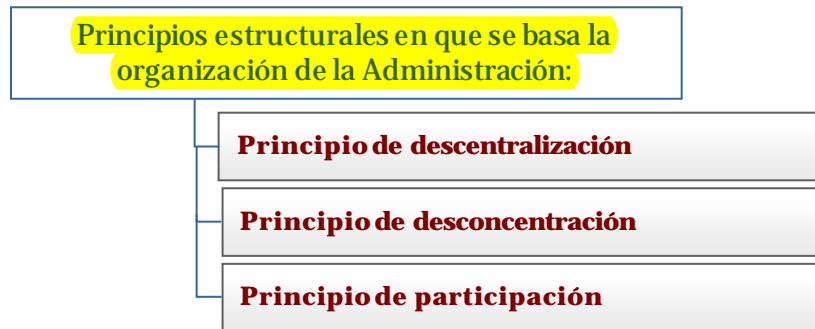 Principios estructurales en que se basa la
organización de la Administración:
Principio de descentralización
Principio de desconcentración
Principio de participación